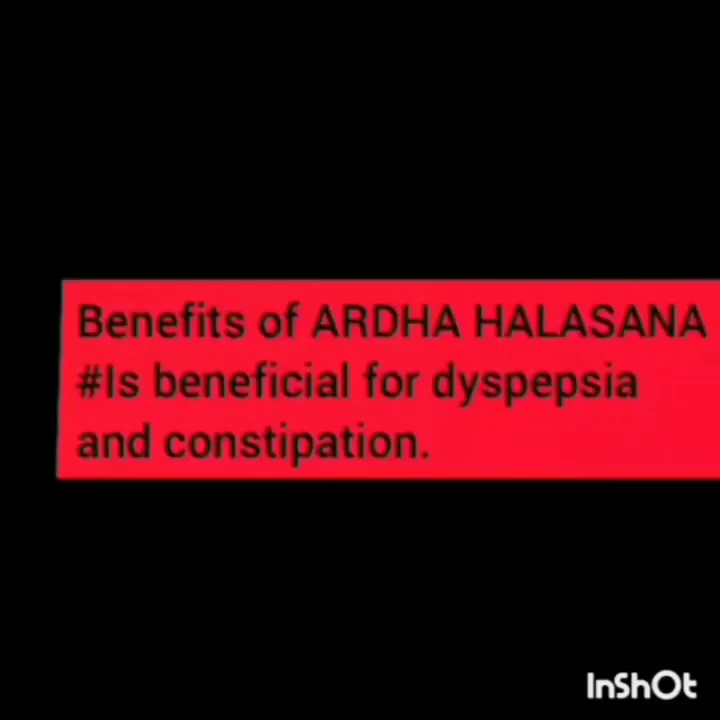 Benefits of ARDHA HALASANA
#Is beneficial for dyspepsia
and constipation.
InShOt